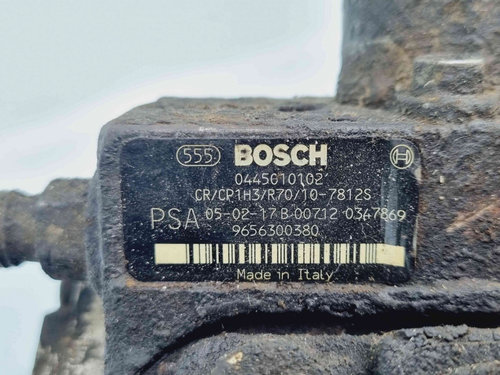 555 BOSCH
0445010102
CR/CP1H3/R70/10-7812S
PSA 05-02-17 B 00712 0347869
9656300380
Made in Italy